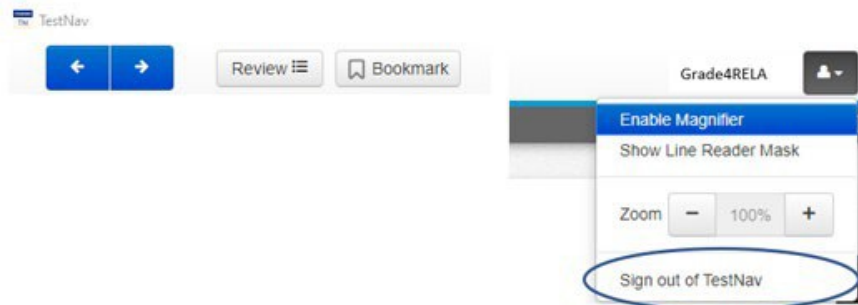 TestNav
Review
Bookmark
Grade4RELA
Enable Magnifier
Show Line Reader Mask
Zoom - 100% +
Sign out of TestNav